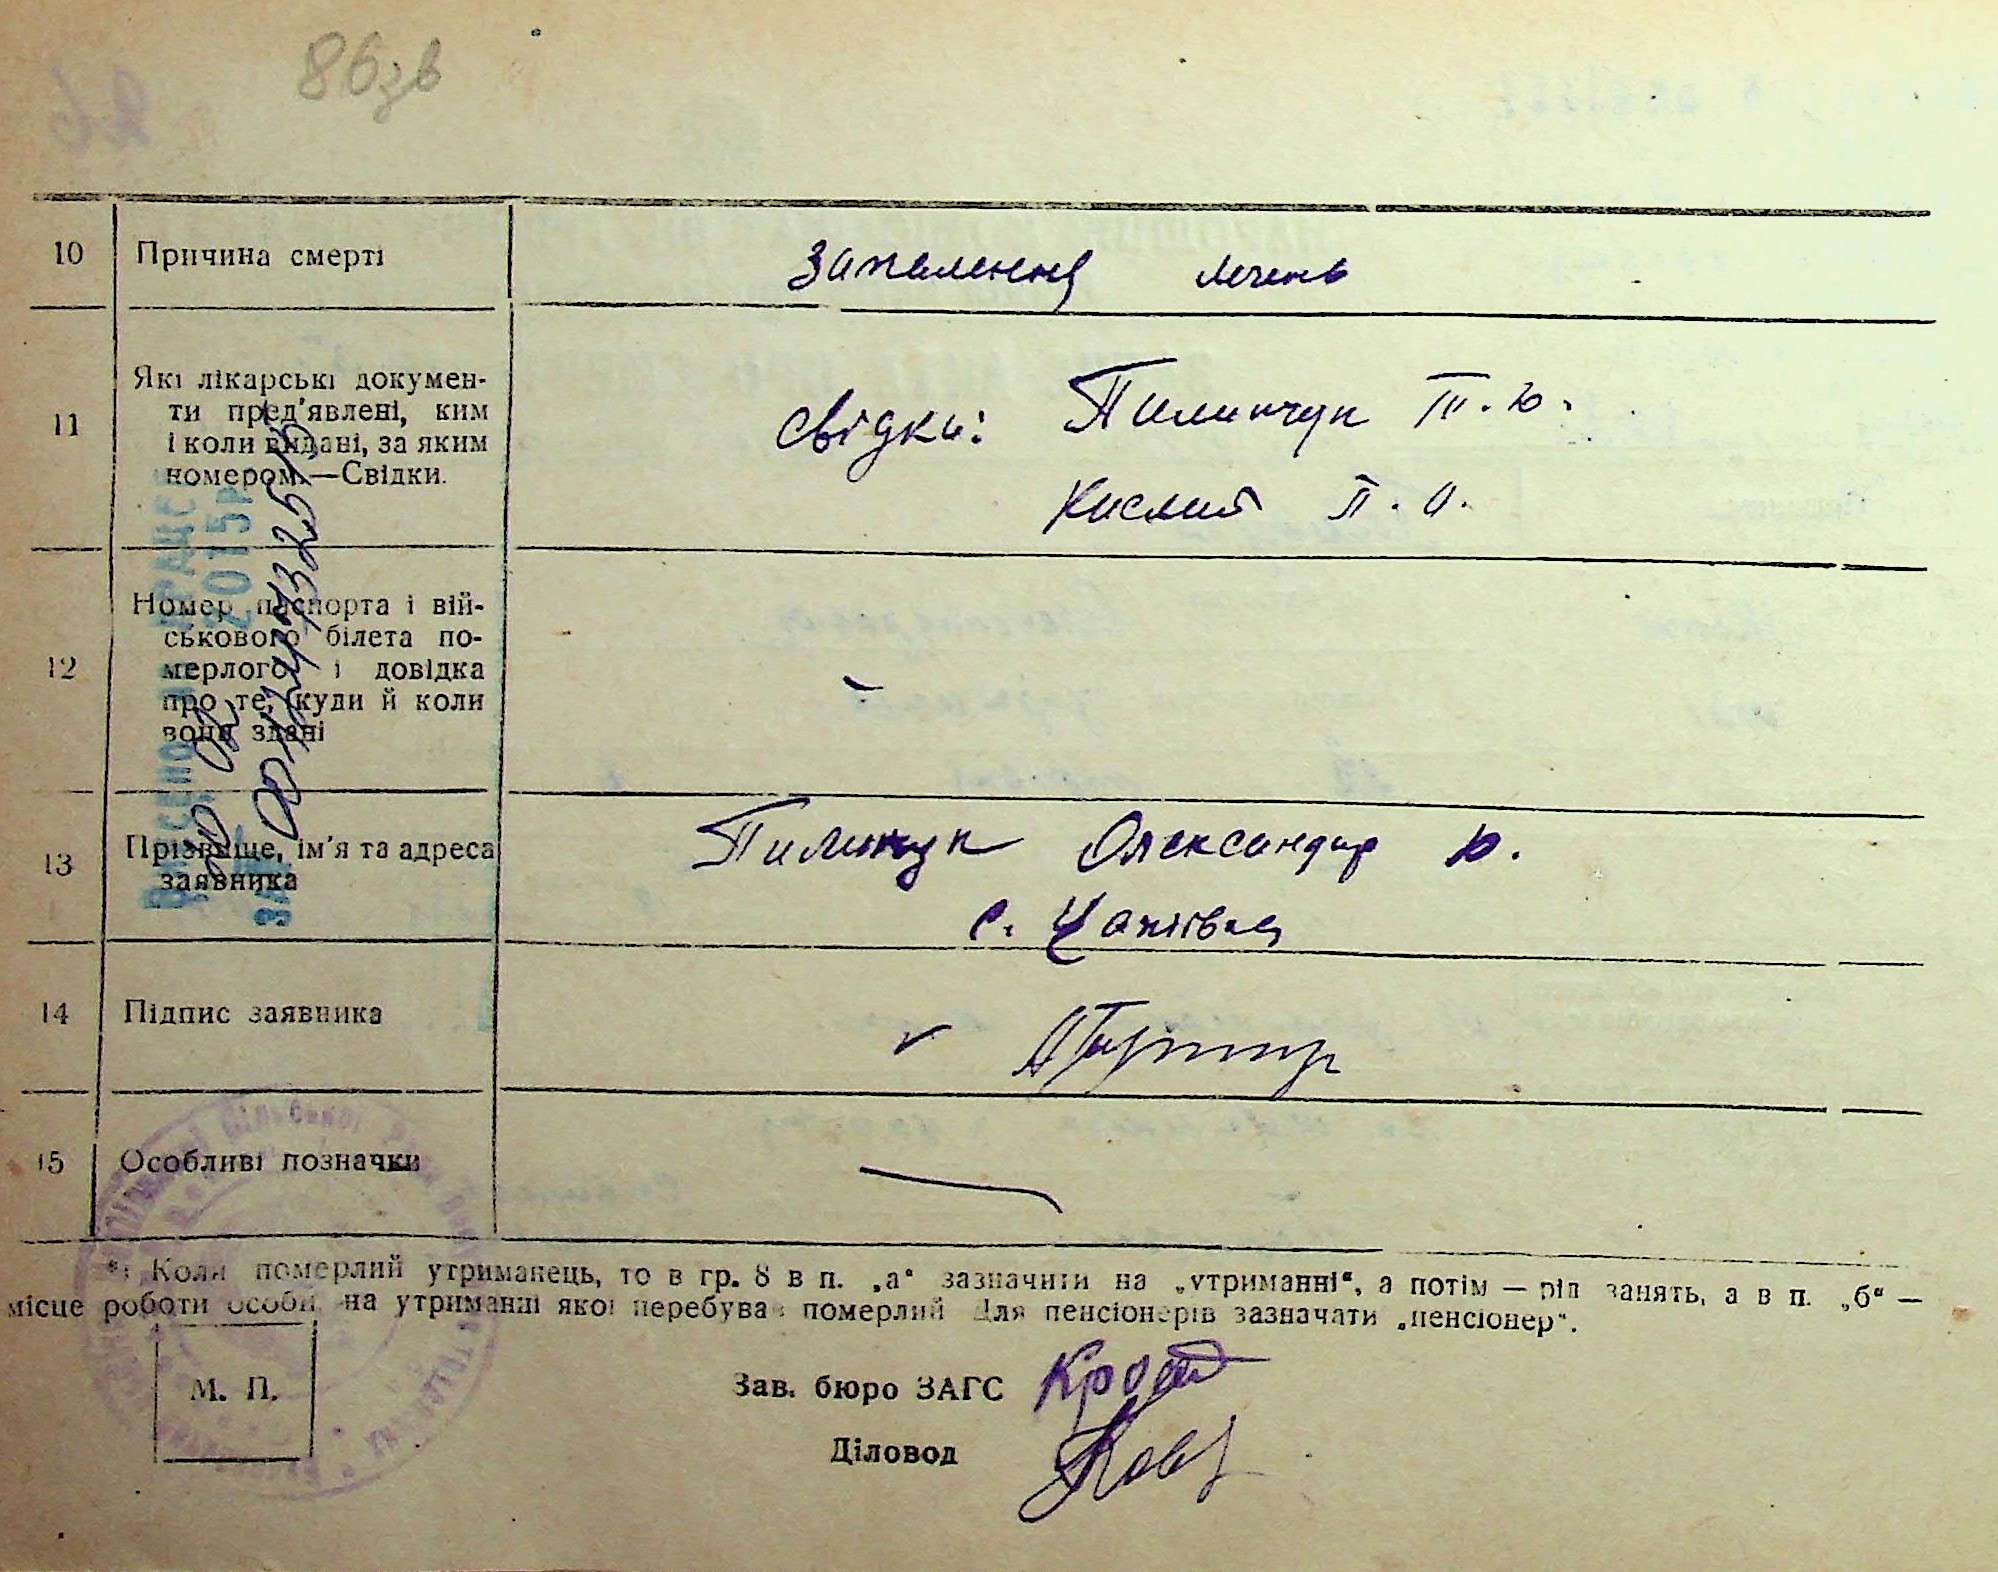 86зв
10 Причина смерті запалення легень
11 Які лікарські докумен-
ти пред'явлені, ким
і коли видані, за яким
номером.—Свідки.
свідки: Пилипчук Т. Ю.
Кислий П. И.
12 Номер паспорта і вій-
ськового білета по-
мерлого і довідка
про те, куди й коли
вони здані
-
13 Прізвище, ім'я та адреса
заявника
Пилипчук Олександр Ю.
с.
14 Підпис заявника
15 Особливі позначки
Внесено
2015р
*) Коли померлий утриманець, то в гр. 8 в п. „а“ зазначити на „утриманні“, а потім — рід занять, а в п. „б“ —
місце роботи особи, на утриманні якої перебував померлий Для пенсіонерів зазначати „пенсіонер“.
М. П.
Зав. бюро ЗАГС
Діловод